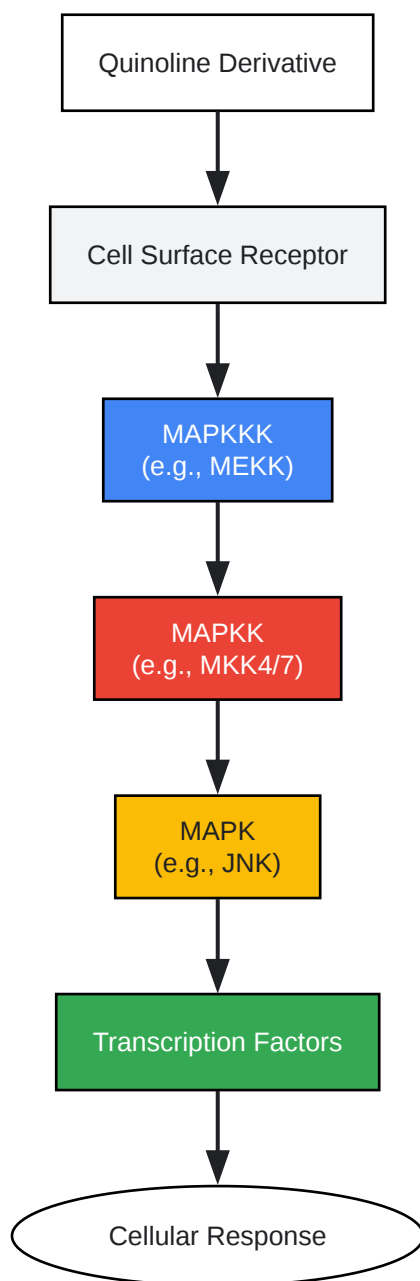 Quinoline Derivative
Cell Surface Receptor
MAPKKK
(e.g., MEKK)
MAPKK
(e.g., MKK4/7)
MAPK
(e.g., JNK)
Transcription Factors
Cellular Response